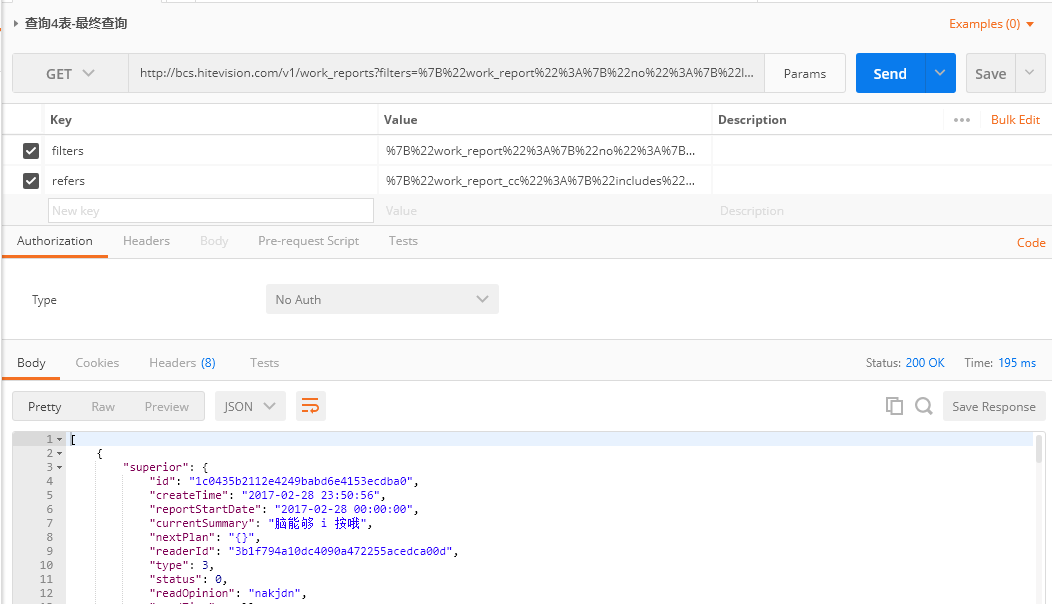 查询4表-最终查询
Examples (0)
GET http://bcs.hitevision.com/v1/work_reports?filters=%7B%22work_report%22%3A%7B%22no%22%3A%7B%22l... Params Send Save
Key Value Description ••• Bulk Edit
filters %7B%22work_report%22%3A%7B%22no%22%3A%7B...
refers %7B%22work_report_cc%22%3A%7B%22includes%22...
New key Value Description
Authorization Headers Body Pre-request Script Tests Code
Type No Auth
Body Cookies Headers (8) Tests Status: 200 OK Time: 195 ms
Pretty Raw Preview JSON Save Response
1 [
2 {
3 "superior": {
4 "id": "1c0435b2112e4249babd6e4153ecdba0",
5 "createTime": "2017-02-28 23:50:56",
6 "reportStartDate": "2017-02-28 00:00:00",
7 "currentSummary": "脑能够 i 按哦",
8 "nextPlan": "{}",
9 "readerId": "3b1f794a10dc4090a472255acedca00d",
10 "type": 3,
11 "status": 0,
12 "readOpinion": "nakjdn",